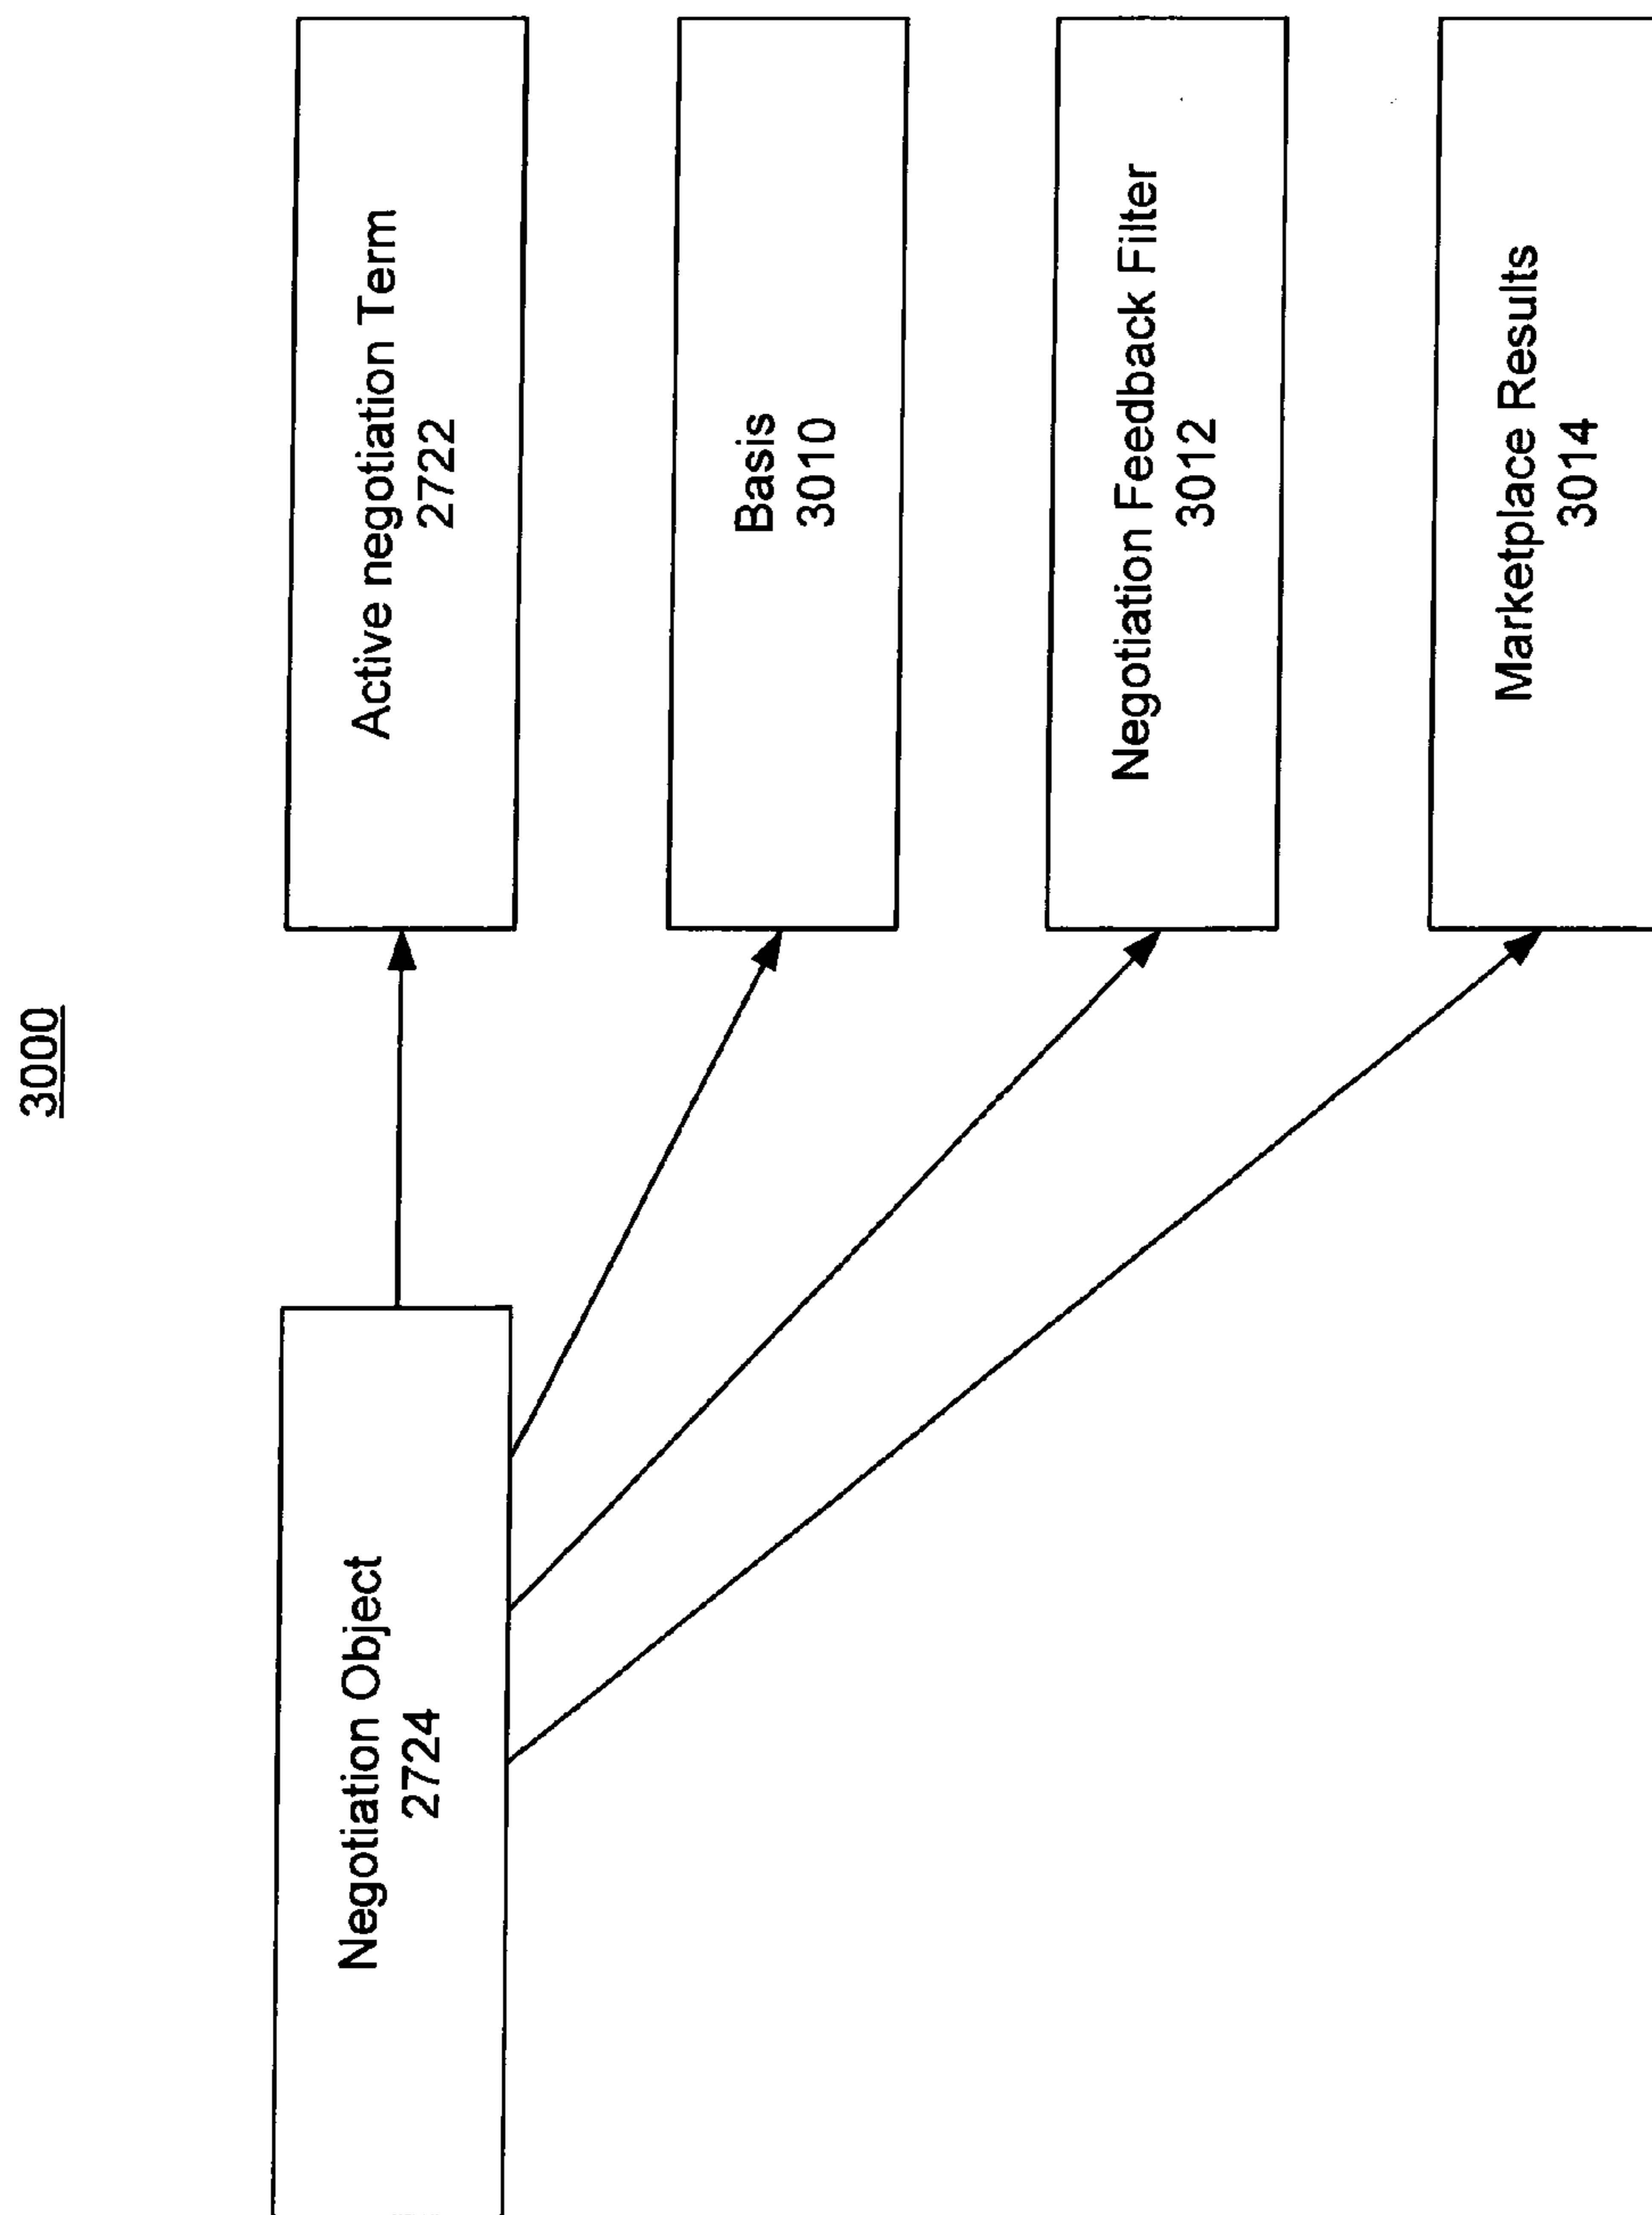 3000
Negotiation Object
2724
Active negotiation Term
2722
Basis
3010
Negotiation Feedback Filter
3012
Marketplace Results
3014